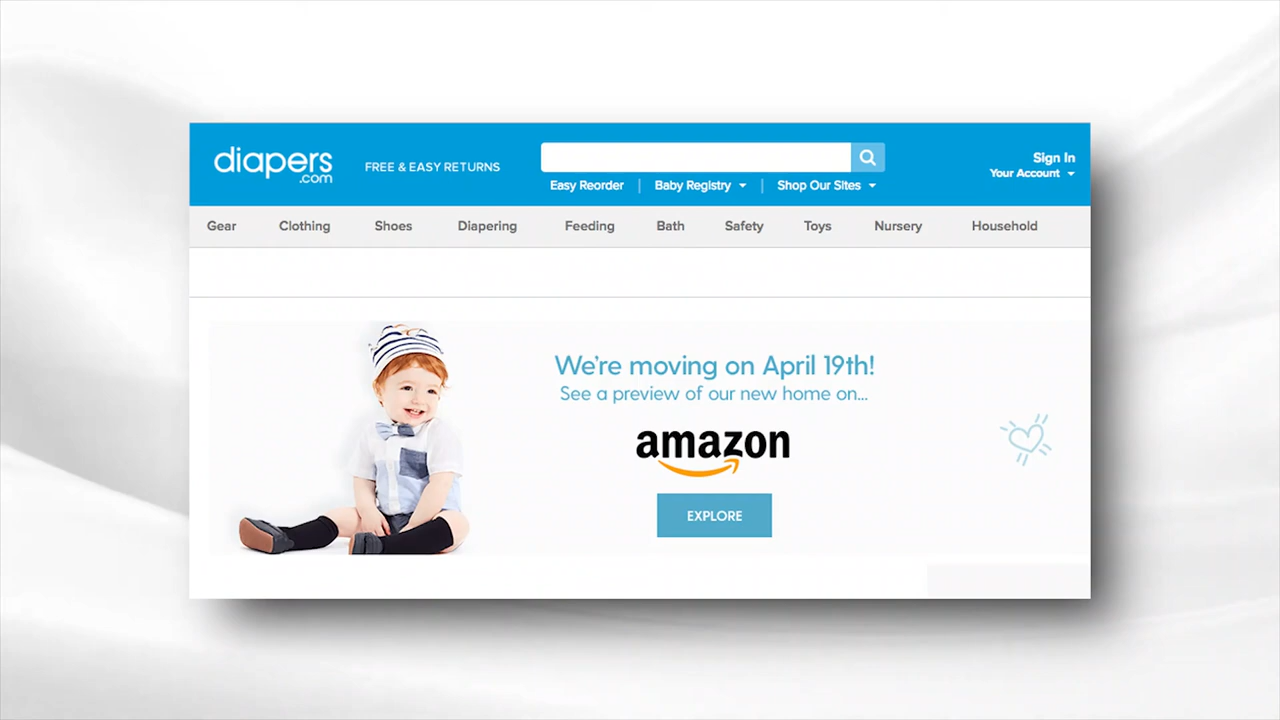 diapers
.com
FREE & EASY RETURNS
Sign In
Your Account
Easy Reorder | Baby Registry | Shop Our Sites
Gear Clothing Shoes Diapering Feeding Bath Safety Toys Nursery Household
We're moving on April 19th!
See a preview of our new home on...
amazon
EXPLORE